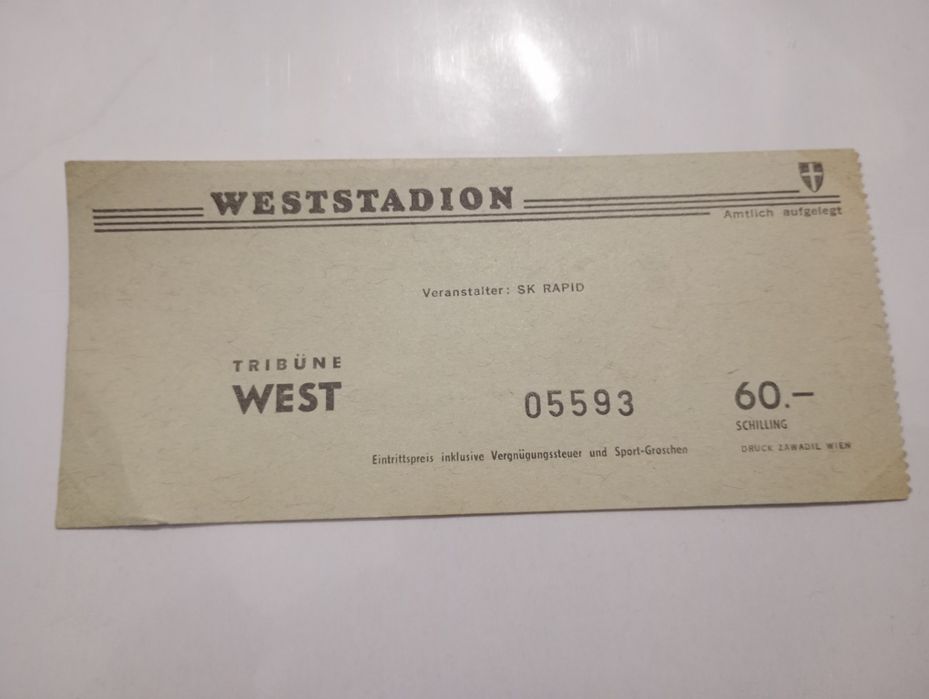 WESTSTADION
Amtlich aufgelegt
Veranstalter: SK RAPID
TRIBÜNE
WEST
05593
60.—
SCHILLING
Eintrittspreis inklusive Vergnügungssteuer und Sport-Groschen
DRUCK ZAWADIL WIEN